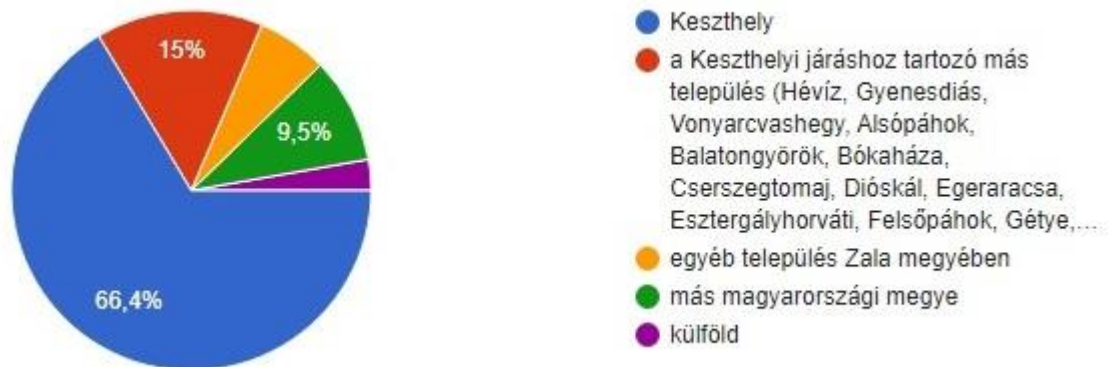 15%
9,5%
66,4%
Keszthely
a Keszthelyi járáshoz tartozó más
település (Hévíz, Gyenesdiás,
Vonyarcvashegy, Alsópáhok,
Balatongyörök, Bókaháza,
Cserszegtomaj, Dióskál, Egeraracsa,
Esztergályhorváti, Felsőpáhok, Gétye,...
egyéb település Zala megyében
más magyarországi megye
külföld